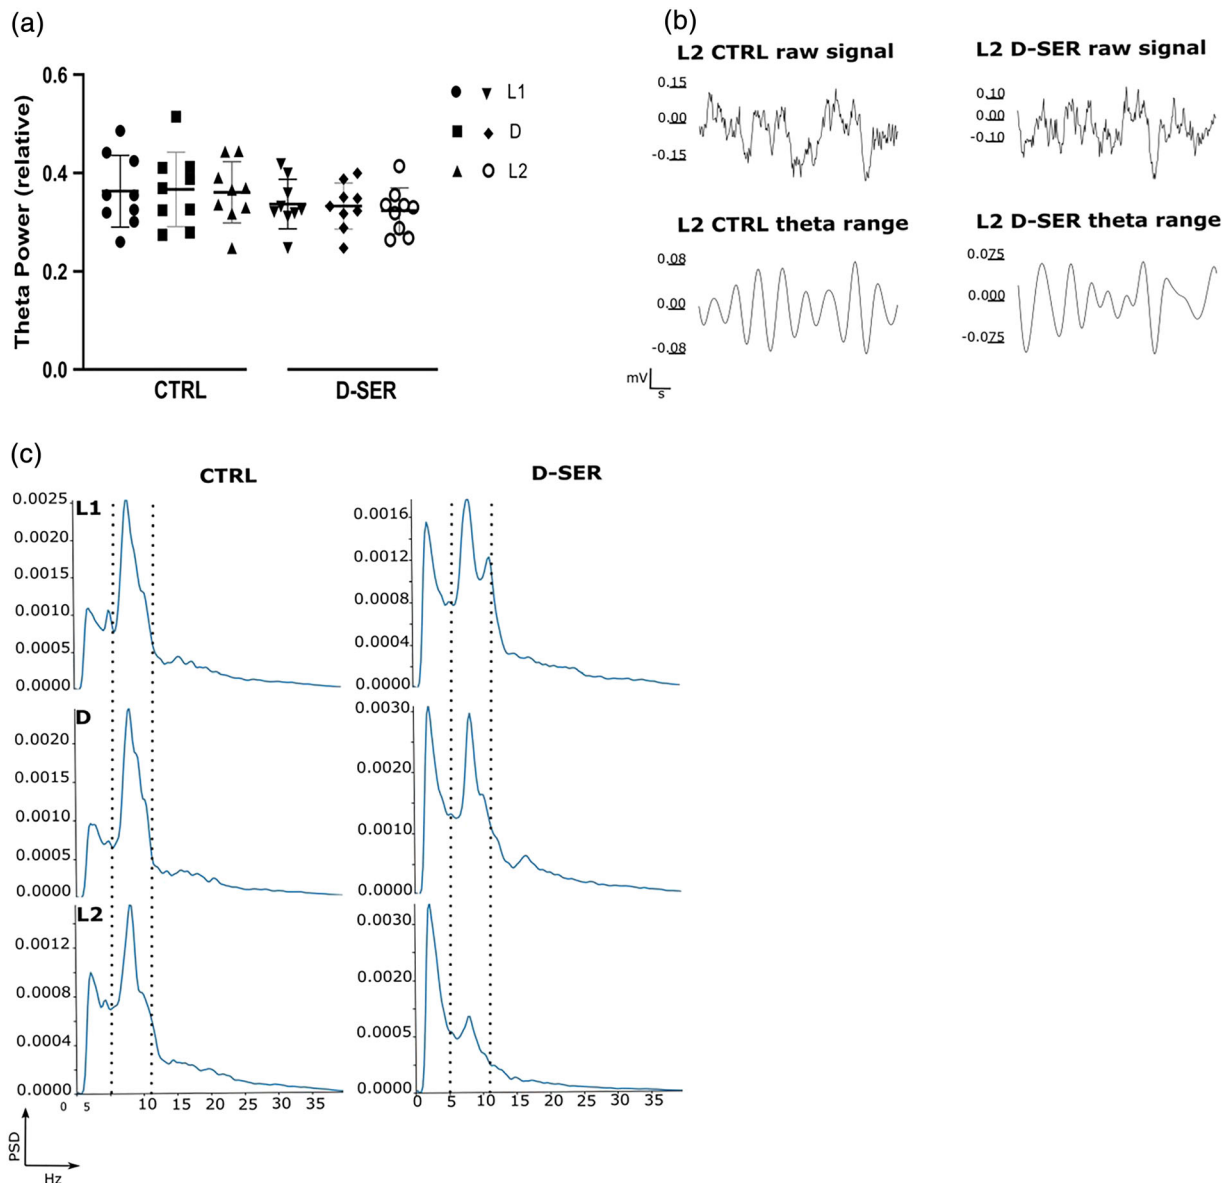 (a)
0.6
0.4
0.2
0.0
Theta Power (relative)
L1
D
L2
CTRL
D-SER
(b)
L2 CTRL raw signal
0.15
0.00
-0.15
L2 D-SER raw signal
0.10
0.00
-0.10
L2 CTRL theta range
0.08
0.00
-0.08
L2 D-SER theta range
0.025
0.000
-0.025
mV
s
(c)
CTRL
D-SER
L1
0.0025
0.0020
0.0015
0.0010
0.0005
0.0000
0.0016
0.0012
0.0008
0.0004
0.0000
D
0.0020
0.0015
0.0010
0.0005
0.0000
0.0030
0.0020
0.0010
0.0000
L2
0.0012
0.0008
0.0004
0.0000
0 5 10 15 20 25 30 35
0.0030
0.0020
0.0005
0.0000
0 5 10 15 20 25 30 35
PSD
Hz